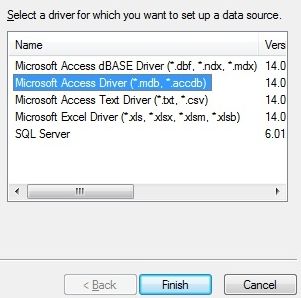 Select a driver for which you want to set up a data source.
Name Vers
Microsoft Access dBASE Driver (*.dbf, *.ndx, *.mdx) 14.0
Microsoft Access Driver (*.mdb, *.accdb) 14.0
Microsoft Access Text Driver (*.txt, *.csv) 14.0
Microsoft Excel Driver (*.xls, *.xlsx, *.xlsm, *.xlsb) 14.0
SQL Server 6.01
< Back Finish Cancel